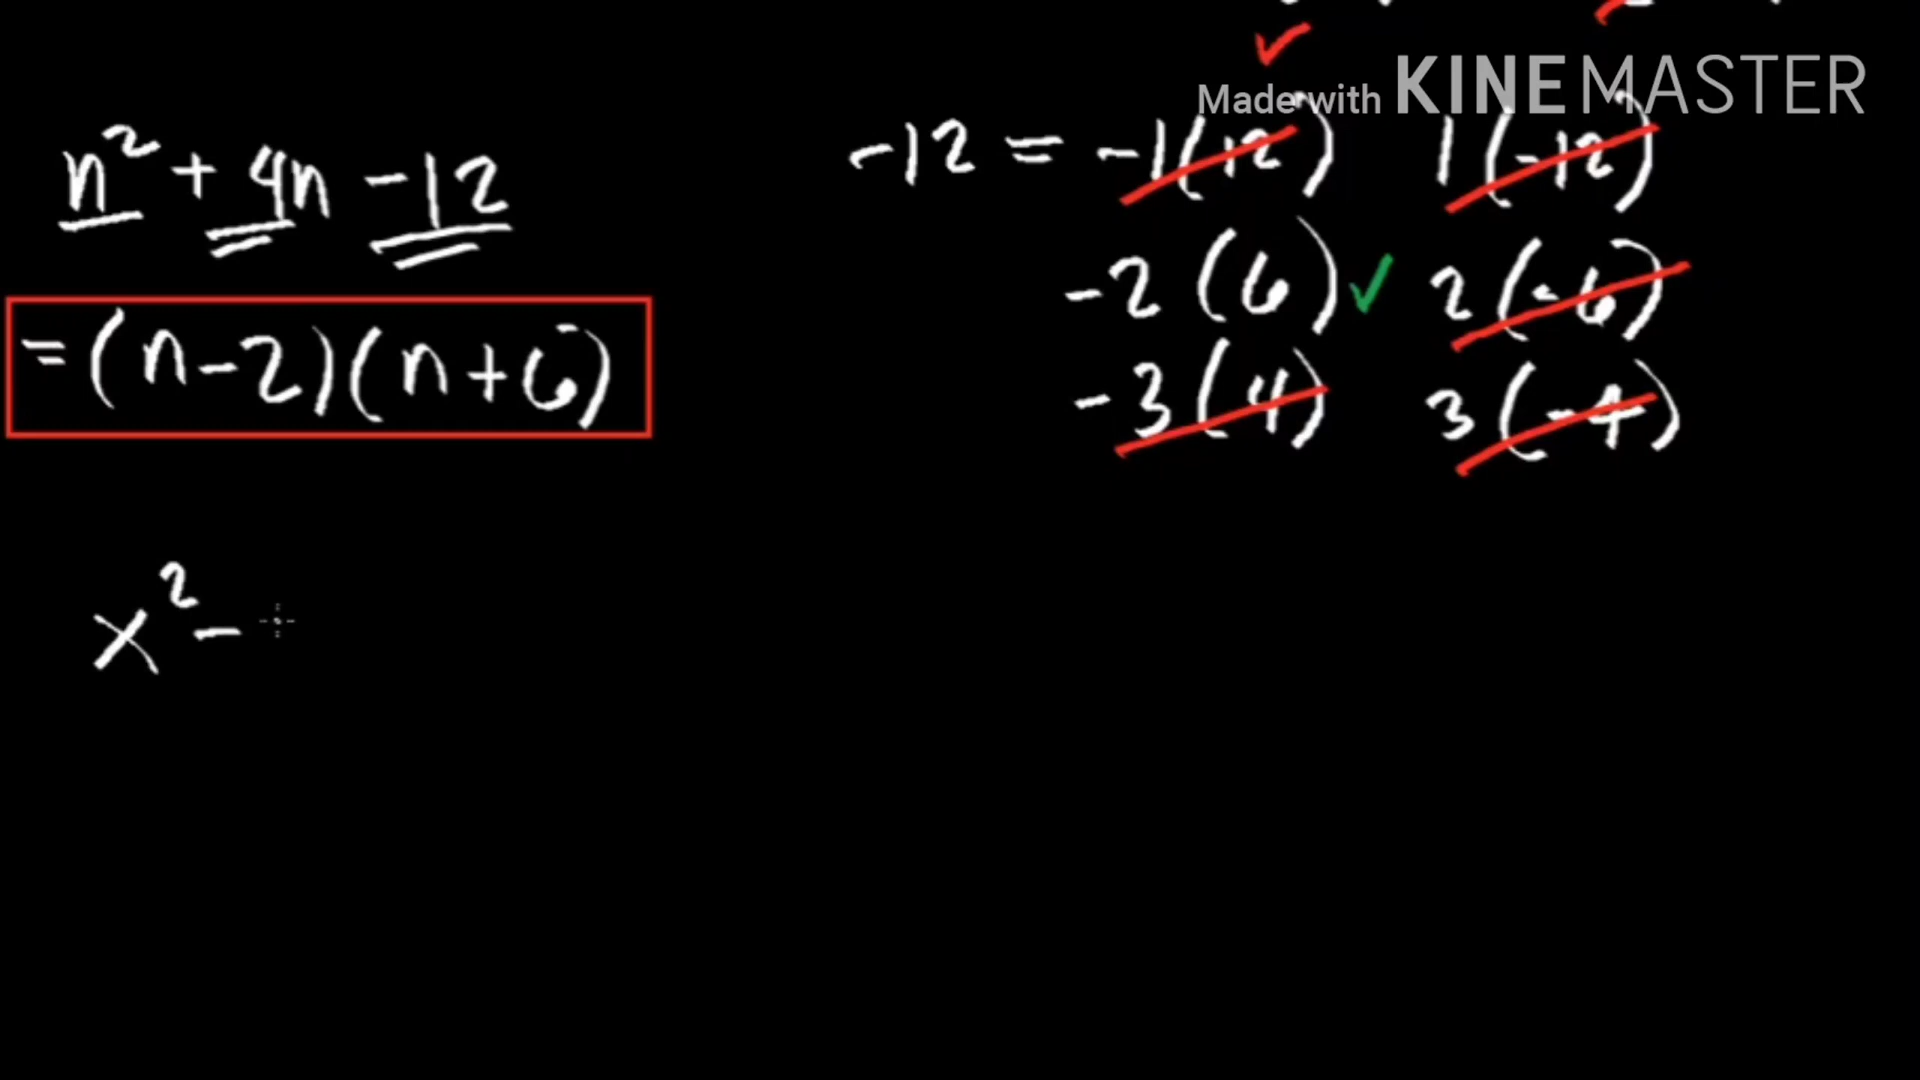 Made with KINEMASTER
n² + 4n - 12
-12 = -1(12) 1(-12)
-2(6) ✓ 2(-6)
= (n-2)(n+6)
-3(4) 3(-4)
x² -